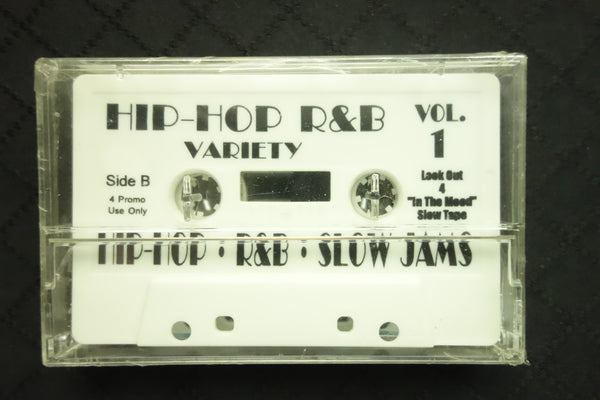 HIP-HOP R&B
VARIETY
VOL.
1
Side B
4 Promo
Use Only
Look Out
4
"In The Mood"
Slow Tape
HIP-HOP • R&B • SLOW JAMS